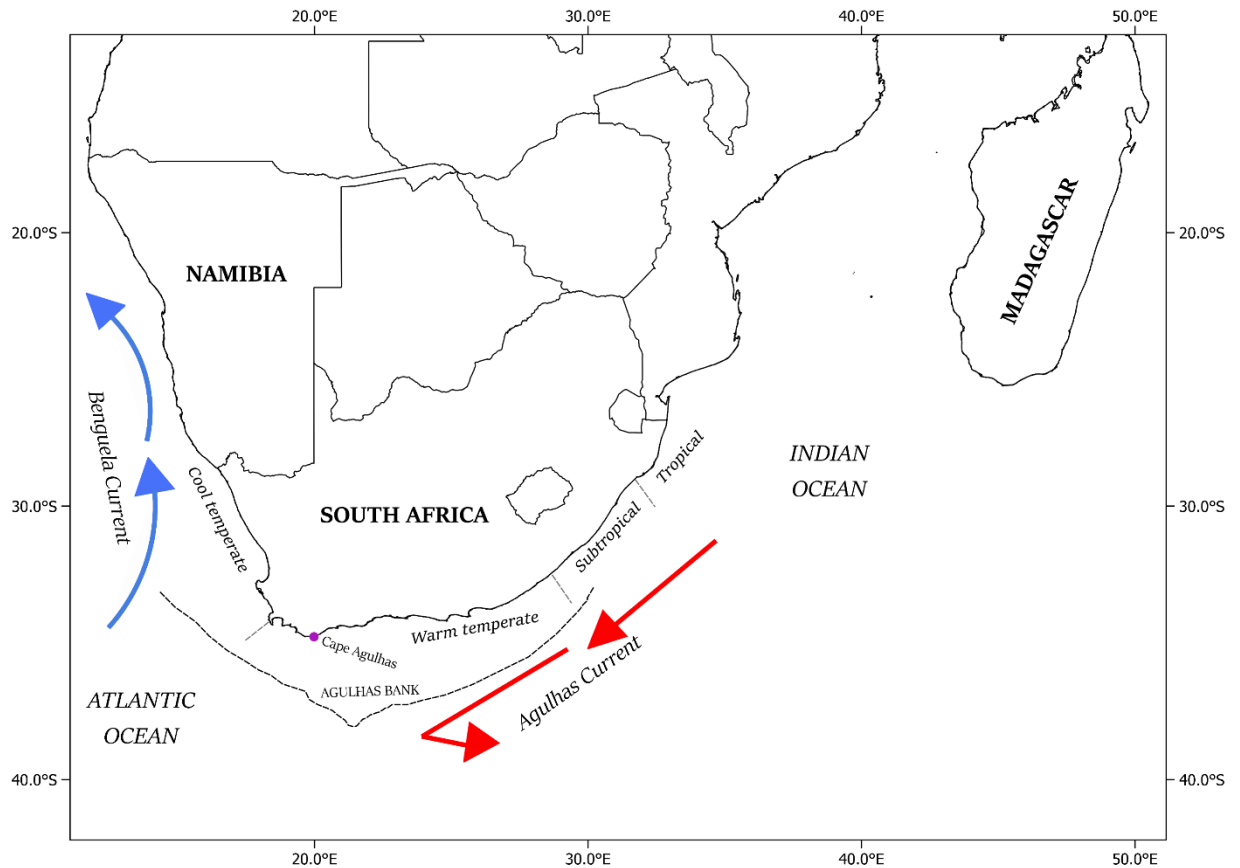 20.0°E
30.0°E
40.0°E
50.0°E
20.0°S
20.0°S
NAMIBIA
MADAGASCAR
Benguela Current
Cool temperate
Tropical
INDIAN
OCEAN
30.0°S
30.0°S
SOUTH AFRICA
Subtropical
Warm temperate
Cape Agulhas
AGULHAS BANK
Agulhas Current
ATLANTIC
OCEAN
40.0°S
40.0°S
20.0°E
30.0°E
40.0°E
50.0°E